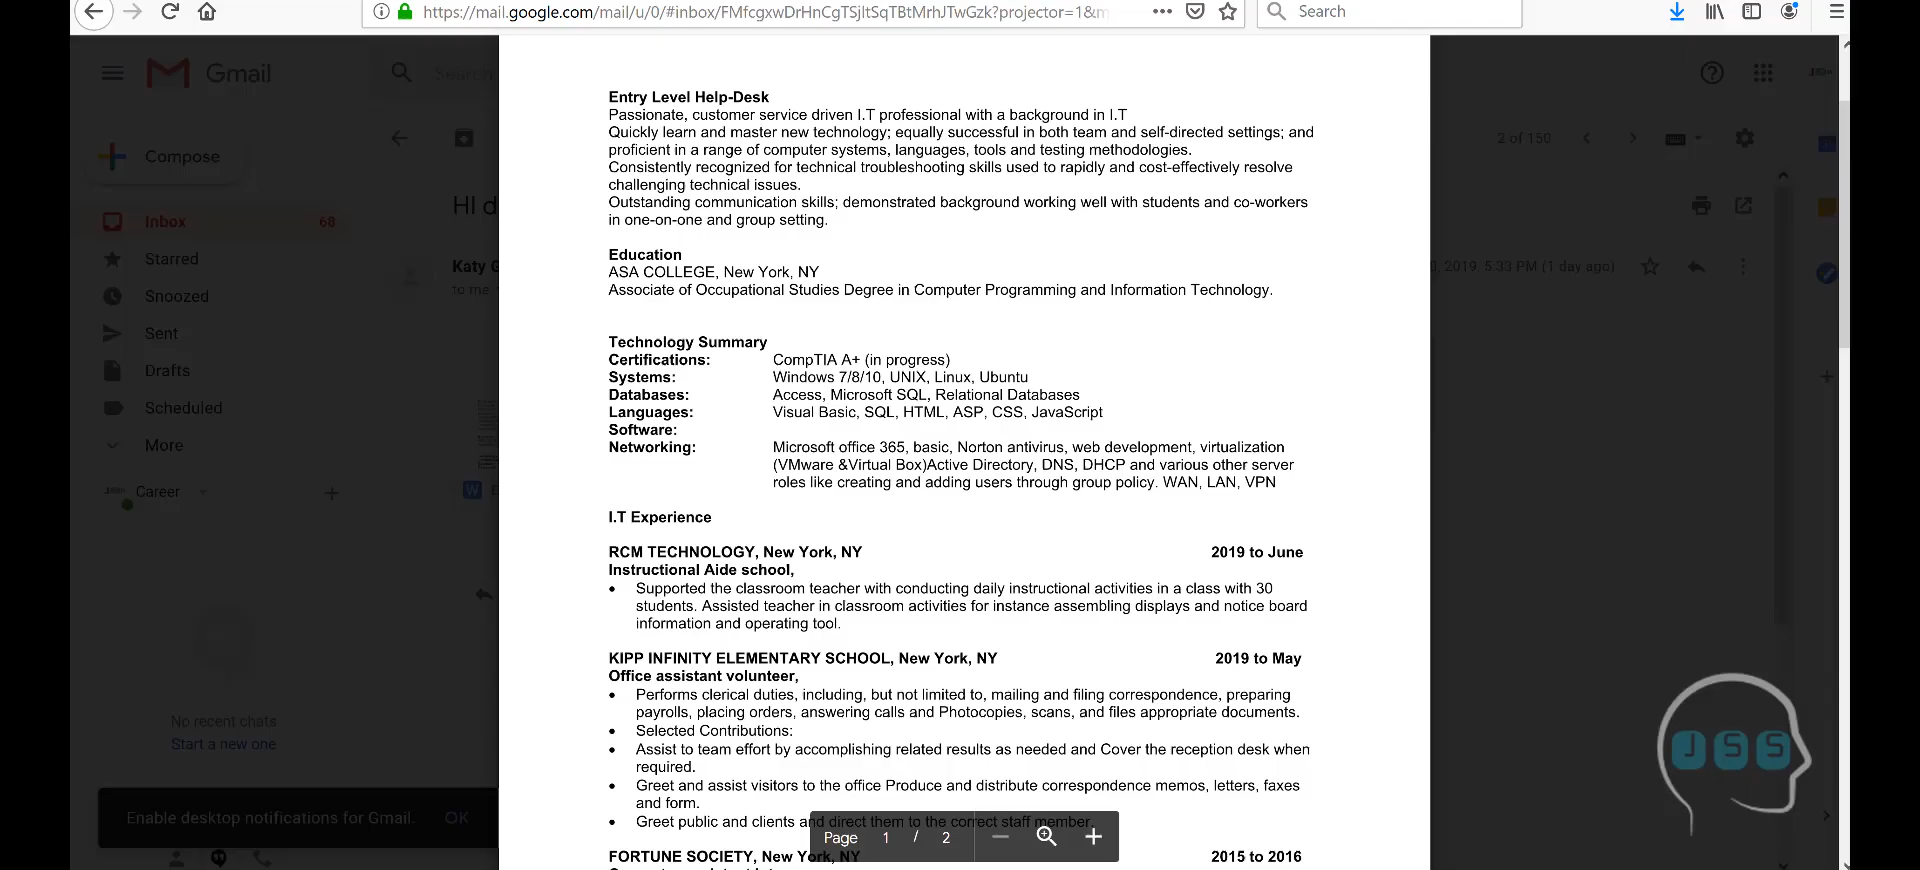 https://mail.google.com/mail/u/0/#inbox/FMfcgxwDrHnCgTSjltSqTBtMrhJTwGzk?projector=1&m
Search
Gmail
Search
Compose
2 of 150
Inbox 68
HI d
Starred
Katy G
0, 2019, 5:33 PM (1 day ago)
to me
Snoozed
Sent
Drafts
Scheduled
More
Career
W
No recent chats
Start a new one
Enable desktop notifications for Gmail. OK
Entry Level Help-Desk
Passionate, customer service driven I.T professional with a background in I.T
Quickly learn and master new technology; equally successful in both team and self-directed settings; and
proficient in a range of computer systems, languages, tools and testing methodologies.
Consistently recognized for technical troubleshooting skills used to rapidly and cost-effectively resolve
challenging technical issues.
Outstanding communication skills; demonstrated background working well with students and co-workers
in one-on-one and group setting.
Education
ASA COLLEGE, New York, NY
Associate of Occupational Studies Degree in Computer Programming and Information Technology.
Technology Summary
Certifications: CompTIA A+ (in progress)
Systems: Windows 7/8/10, UNIX, Linux, Ubuntu
Databases: Access, Microsoft SQL, Relational Databases
Languages: Visual Basic, SQL, HTML, ASP, CSS, JavaScript
Software:
Networking: Microsoft office 365, basic, Norton antivirus, web development, virtualization
(VMware &Virtual Box)Active Directory, DNS, DHCP and various other server
roles like creating and adding users through group policy. WAN, LAN, VPN
I.T Experience
RCM TECHNOLOGY, New York, NY 2019 to June
Instructional Aide school,
• Supported the classroom teacher with conducting daily instructional activities in a class with 30
students. Assisted teacher in classroom activities for instance assembling displays and notice board
information and operating tool.
KIPP INFINITY ELEMENTARY SCHOOL, New York, NY 2019 to May
Office assistant volunteer,
• Performs clerical duties, including, but not limited to, mailing and filing correspondence, preparing
payrolls, placing orders, answering calls and Photocopies, scans, and files appropriate documents.
• Selected Contributions:
• Assist to team effort by accomplishing related results as needed and Cover the reception desk when
required.
• Greet and assist visitors to the office Produce and distribute correspondence memos, letters, faxes
and form.
• Greet public and clients and direct them to the correct staff member.
Page 1 / 2
FORTUNE SOCIETY, New York, NY 2015 to 2016
JSS